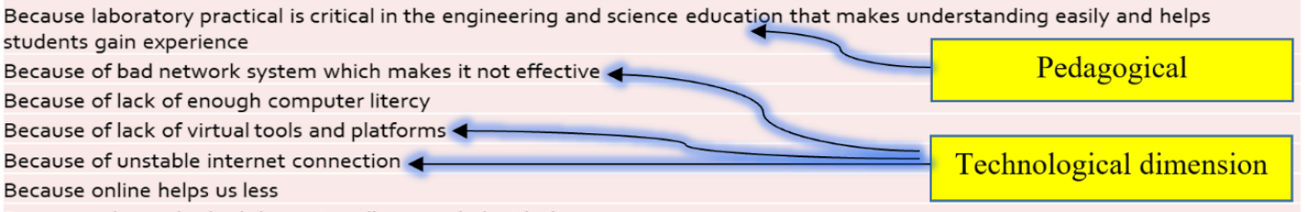 Because laboratory practical is critical in the engineering and science education that makes understanding easily and helps
students gain experience
Pedagogical
Because of bad network system which makes it not effective
Because of lack of enough computer litercy
Because of lack of virtual tools and platforms
Because of unstable internet connection
Technological dimension
Because online helps us less